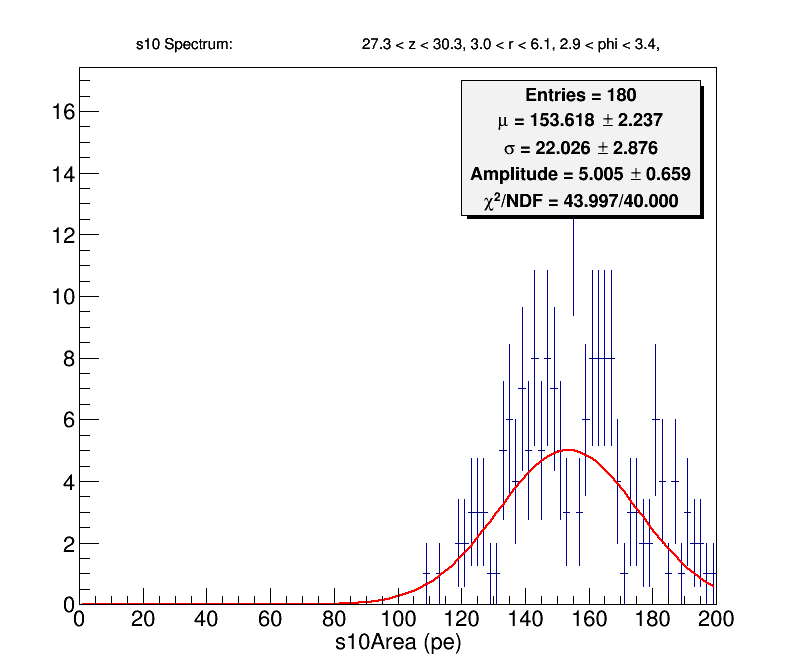 s10 Spectrum: 27.3 < z < 30.3, 3.0 < r < 6.1, 2.9 < phi < 3.4,
Entries = 180
μ = 153.618 ± 2.237
σ = 22.026 ± 2.876
Amplitude = 5.005 ± 0.659
χ²/NDF = 43.997/40.000
16
14
12
10
8
6
4
2
0
0 20 40 60 80 100 120 140 160 180 200
s10Area (pe)